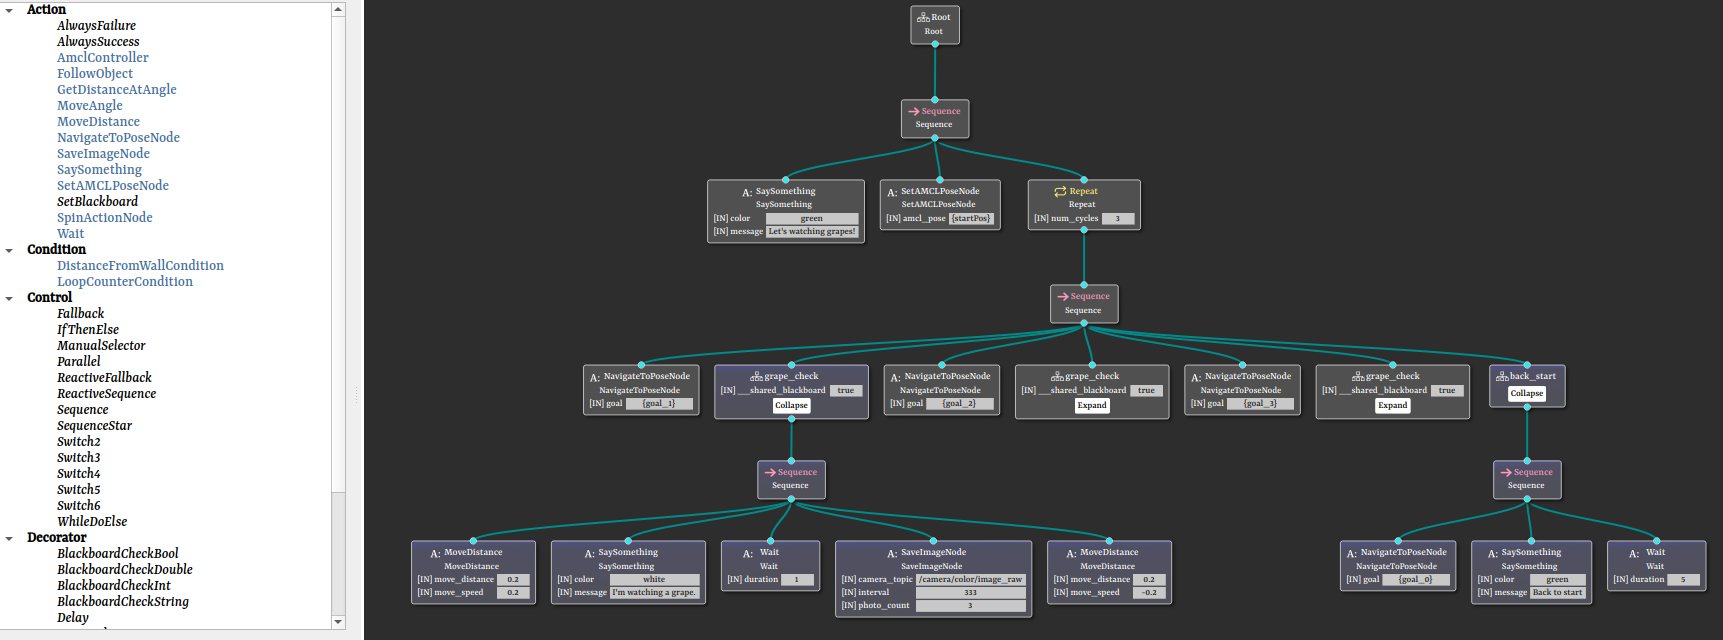 Action
AlwaysFailure
AlwaysSuccess
AmclController
FollowObject
GetDistanceAtAngle
MoveAngle
MoveDistance
NavigateToPoseNode
SaveImageNode
SaySomething
SetAMCLPoseNode
SetBlackboard
SpinActionNode
Wait
Condition
DistanceFromWallCondition
LoopCounterCondition
Control
Fallback
IfThenElse
ManualSelector
Parallel
ReactiveFallback
ReactiveSequence
Sequence
SequenceStar
Switch2
Switch3
Switch4
Switch5
Switch6
WhileDoElse
Decorator
BlackboardCheckBool
BlackboardCheckDouble
BlackboardCheckInt
BlackboardCheckString
Delay
Root
Root
Sequence
Sequence
A: SaySomething
SaySomething
[IN] color green
[IN] message Let's watching grapes!
A: SetAMCLPoseNode
SetAMCLPoseNode
[IN] amcl_pose {startPos}
Repeat
Repeat
[IN] num_cycles 3
Sequence
Sequence
A: NavigateToPoseNode
NavigateToPoseNode
[IN] goal {goal_1}
grape_check
[IN] __shared_blackboard true
Collapse
A: NavigateToPoseNode
NavigateToPoseNode
[IN] goal {goal_2}
grape_check
[IN] __shared_blackboard true
Expand
A: NavigateToPoseNode
NavigateToPoseNode
[IN] goal {goal_3}
grape_check
[IN] __shared_blackboard true
Expand
back_start
Collapse
Sequence
Sequence
Sequence
Sequence
A: MoveDistance
MoveDistance
[IN] move_distance 0.2
[IN] move_speed 0.2
A: SaySomething
SaySomething
[IN] color white
[IN] message I'm watching a grape.
A: Wait
Wait
[IN] duration 1
A: SaveImageNode
SaveImageNode
[IN] camera_topic /camera/color/image_raw
[IN] interval 333
[IN] photo_count 3
A: MoveDistance
MoveDistance
[IN] move_distance 0.2
[IN] move_speed -0.2
A: NavigateToPoseNode
NavigateToPoseNode
[IN] goal {goal_0}
A: SaySomething
SaySomething
[IN] color green
[IN] message Back to start
A: Wait
Wait
[IN] duration 5